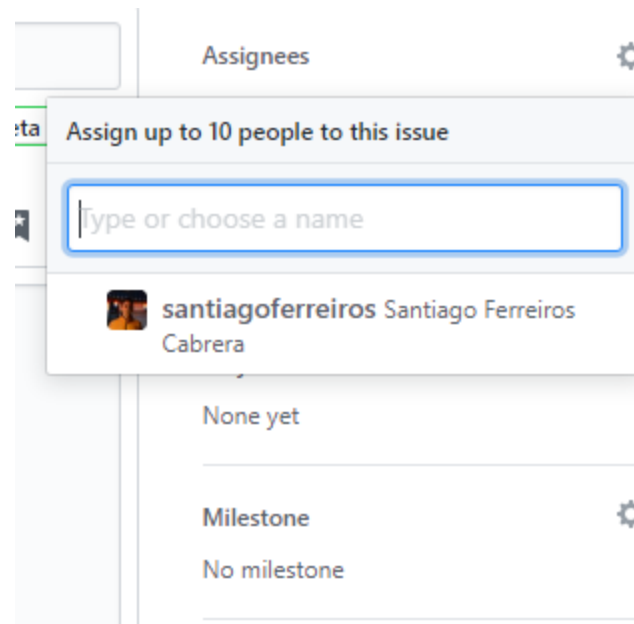 Assignees
eta
Assign up to 10 people to this issue
Type or choose a name
santiagoferreiros Santiago Ferreiros
Cabrera
None yet
Milestone
No milestone